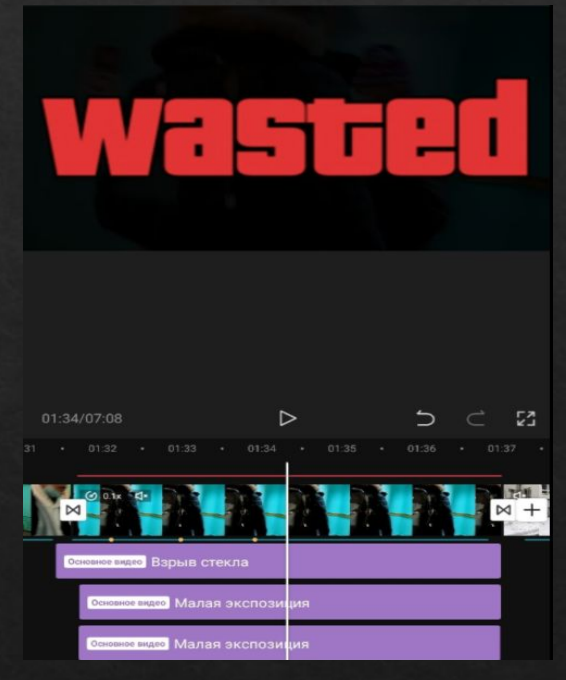 wasted
01:34/07:08
31 01:32 01:33 01:34 01:35 01:36 01:37
0.1x
Основное видео Взрыв стекла
Основное видео Малая экспозиция
Основное видео Малая экспозиция